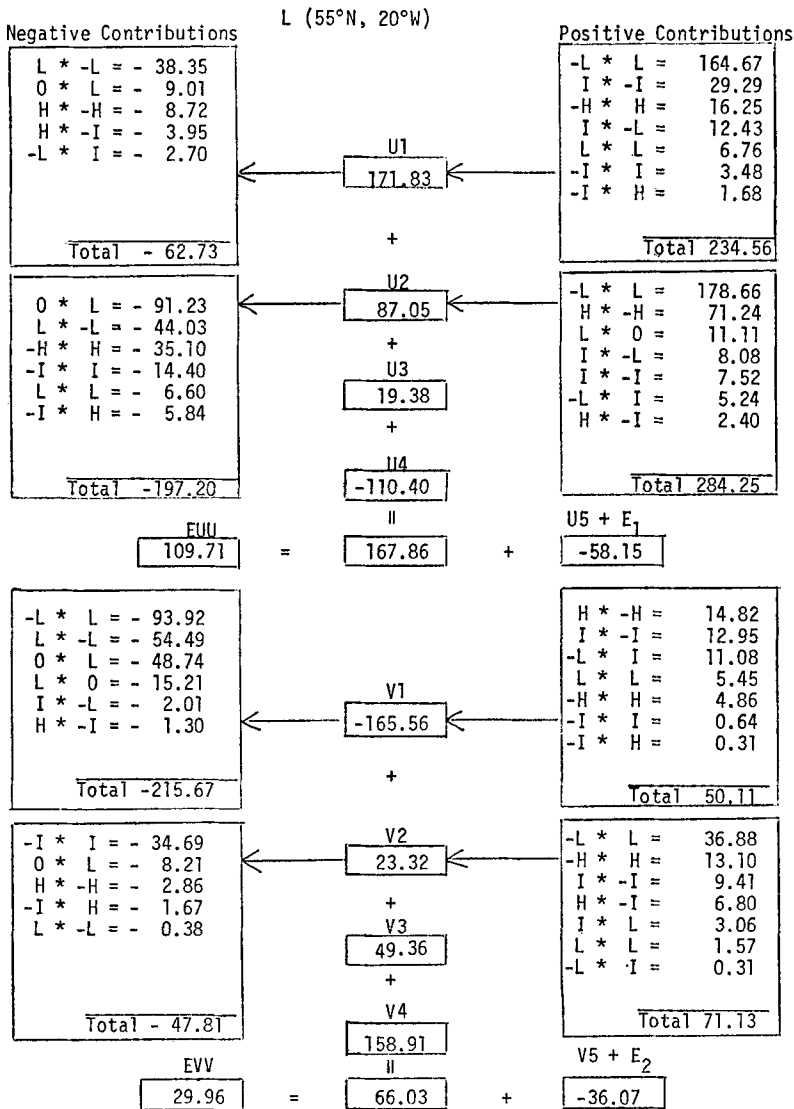 L (55°N, 20°W)
Negative Contributions
L * -L = - 38.35
0 * L = - 9.01
H * -H = - 8.72
H * -I = - 3.95
-L * I = - 2.70
Total - 62.73
U1
171.83
+
Positive Contributions
-L * L = 164.67
I * -I = 29.29
-H * H = 16.25
I * -L = 12.43
L * L = 6.76
-I * I = 3.48
-I * H = 1.68
Total 234.56
0 * L = - 91.23
L * -L = - 44.03
-H * H = - 35.10
-I * I = - 14.40
L * L = - 6.60
-I * H = - 5.84
Total -197.20
U2
87.05
+
U3
19.38
+
U4
-110.40
-L * L = 178.66
H * -H = 71.24
L * 0 = 11.11
I * -L = 8.08
I * -I = 7.52
-L * I = 5.24
H * -I = 2.40
Total 284.25
EUU = U5 + E1
109.71 = 167.86 + -58.15
-L * L = - 93.92
L * -L = - 54.49
0 * L = - 48.74
L * 0 = - 15.21
I * -L = - 2.01
H * -I = - 1.30
Total -215.67
V1
-165.56
+
H * -H = 14.82
I * -I = 12.95
-L * I = 11.08
L * L = 5.45
-H * H = 4.86
-I * I = 0.64
-I * H = 0.31
Total 50.11
-I * I = - 34.69
0 * L = - 8.21
H * -H = - 2.86
-I * H = - 1.67
L * -L = - 0.38
Total - 47.81
V2
23.32
+
V3
49.36
+
V4
158.91
-L * L = 36.88
-H * H = 13.10
I * -I = 9.41
H * -I = 6.80
I * L = 3.06
L * L = 1.57
-L * I = 0.31
Total 71.13
EVV = V5 + E2
29.96 = 66.03 + -36.07